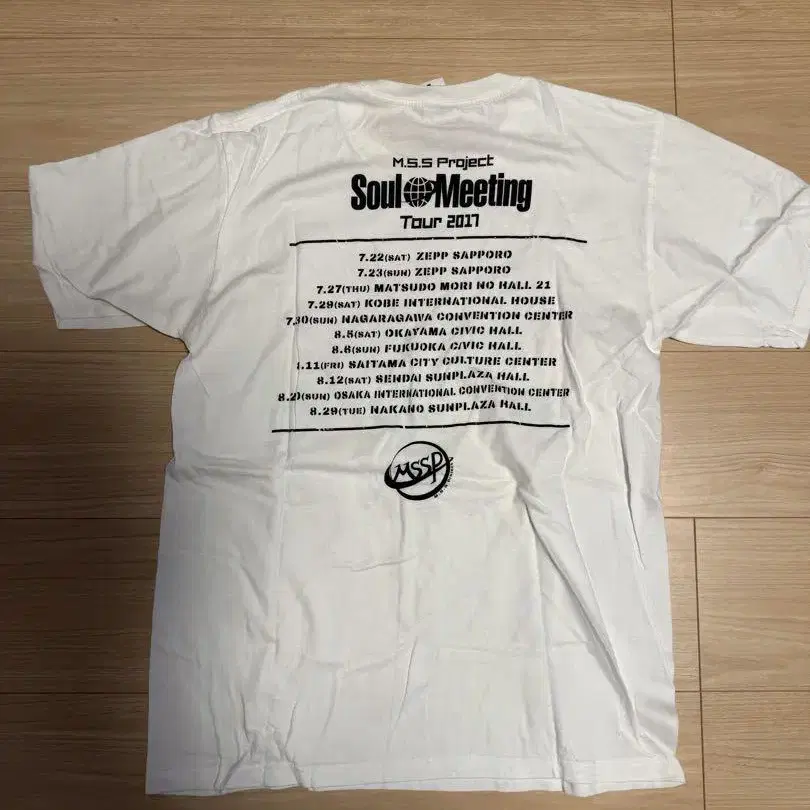 M.S.S Project
Soul Meeting
Tour 2017
7.22(SAT) ZEPP SAPPORO
7.23(SUN) ZEPP SAPPORO
7.27(THU) MATSUDO MORI NO HALL 21
7.29(SAT) KOBE INTERNATIONAL HOUSE
7.30(SUN) NAGARAGAWA CONVENTION CENTER
8.5(SAT) OKAYAMA CIVIC HALL
8.6(SUN) FUKUOKA CIVIC HALL
.11(FRI) SAITAMA CITY CULTURE CENTER
8.12(SAT) SENDAI SUNPLAZA HALL
8.20(SUN) OSAKA INTERNATIONAL CONVENTION CENTER
8.29(TUE) NAKANO SUNPLAZA HALL
MSSP